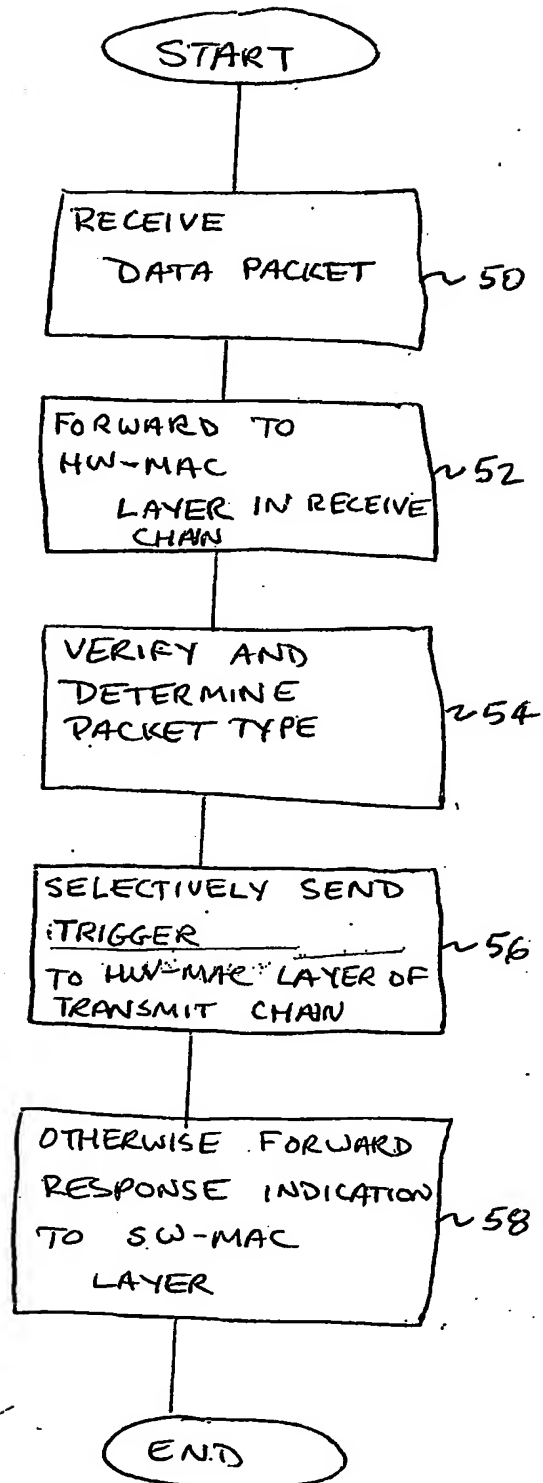 START
RECEIVE
DATA PACKET
50
FORWARD TO
HW-MAC
52
LAYER IN RECEIVE
CHAIN
VERIFY AND
DETERMINE
PACKET TYPE
54
SELECTIVELY SEND
TRIGGER
56
TO HW-MAC LAYER OF
TRANSMIT CHAIN
OTHERWISE FORWARD
RESPONSE INDICATION
TO SW-MAC
58
LAYER
END